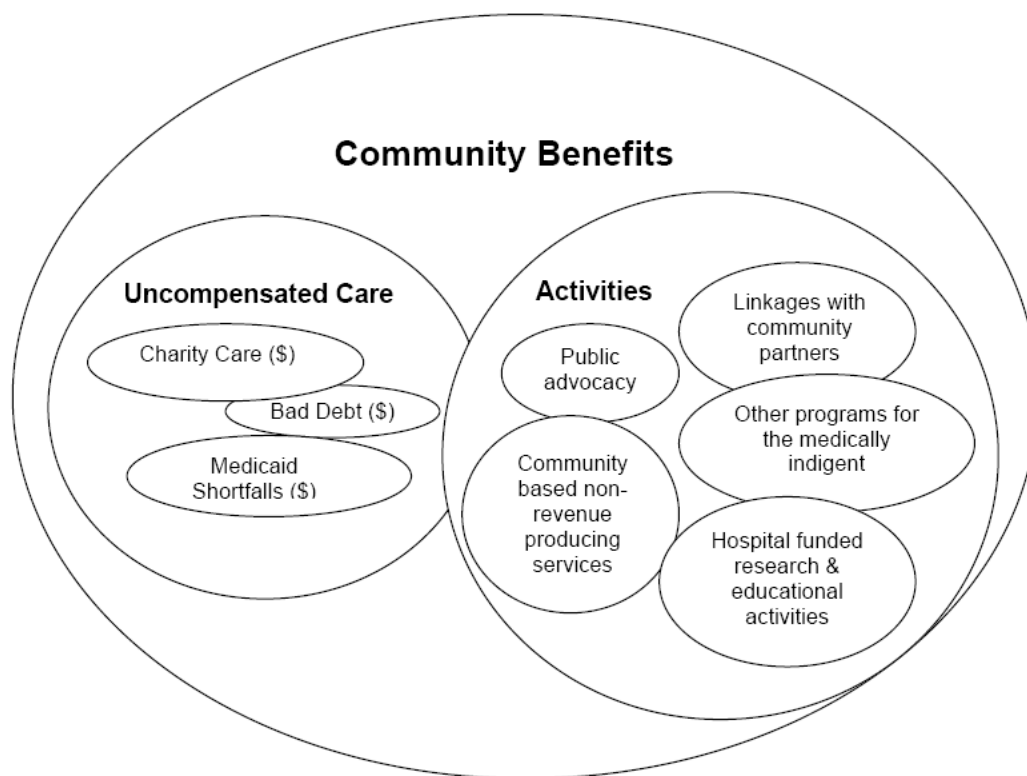 Community Benefits
Uncompensated Care
Charity Care ($)
Bad Debt ($)
Medicaid
Shortfalls ($)
Activities
Public
advocacy
Community
based non-
revenue
producing
services
Linkages with
community
partners
Other programs for
the medically
indigent
Hospital funded
research &
educational
activities